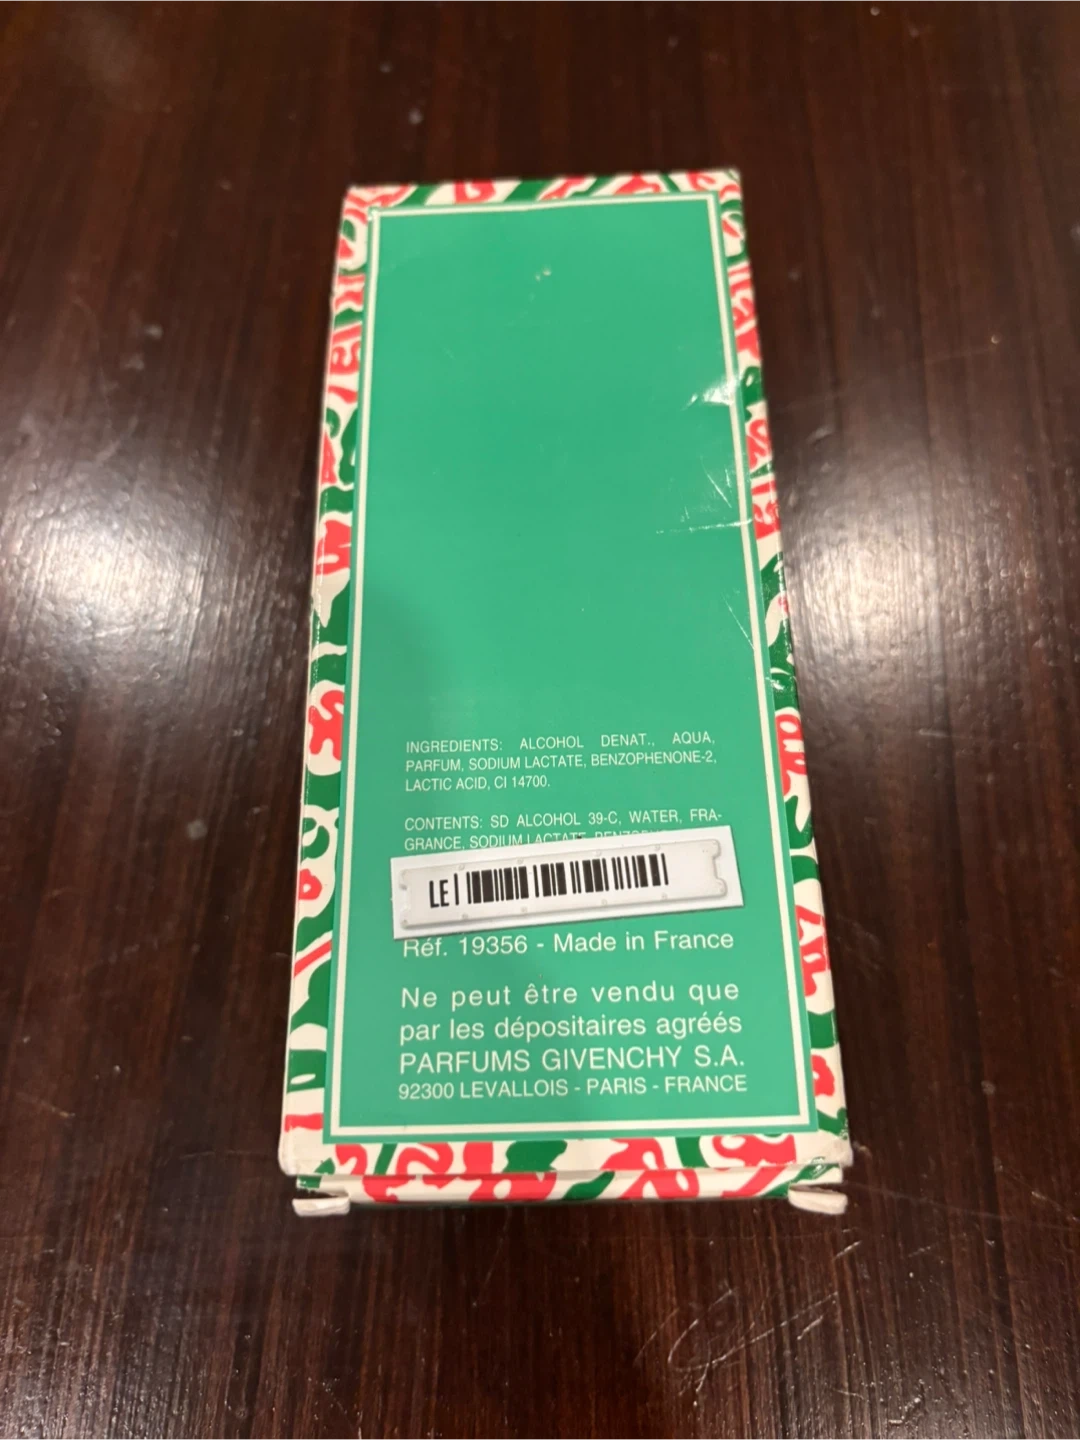 INGREDIENTS: ALCOHOL DENAT., AQUA,
PARFUM, SODIUM LACTATE, BENZOPHENONE-2,
LACTIC ACID, CI 14700.
CONTENTS: SD ALCOHOL 39-C, WATER, FRA-
GRANCE, SODIUM LACTATE,
LE
Réf. 19356 - Made in France
Ne peut être vendu que
par les dépositaires agréés
PARFUMS GIVENCHY S.A.
92300 LEVALLOIS - PARIS - FRANCE